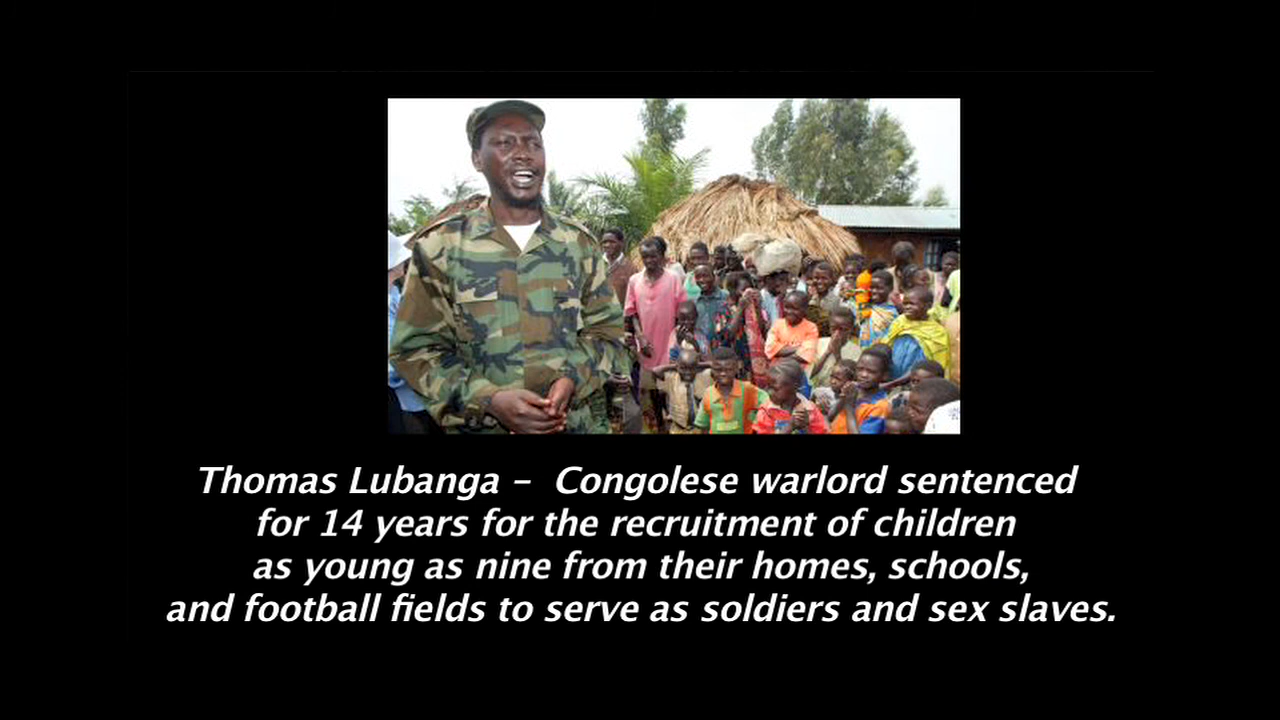 Thomas Lubanga – Congolese warlord sentenced
for 14 years for the recruitment of children
as young as nine from their homes, schools,
and football fields to serve as soldiers and sex slaves.